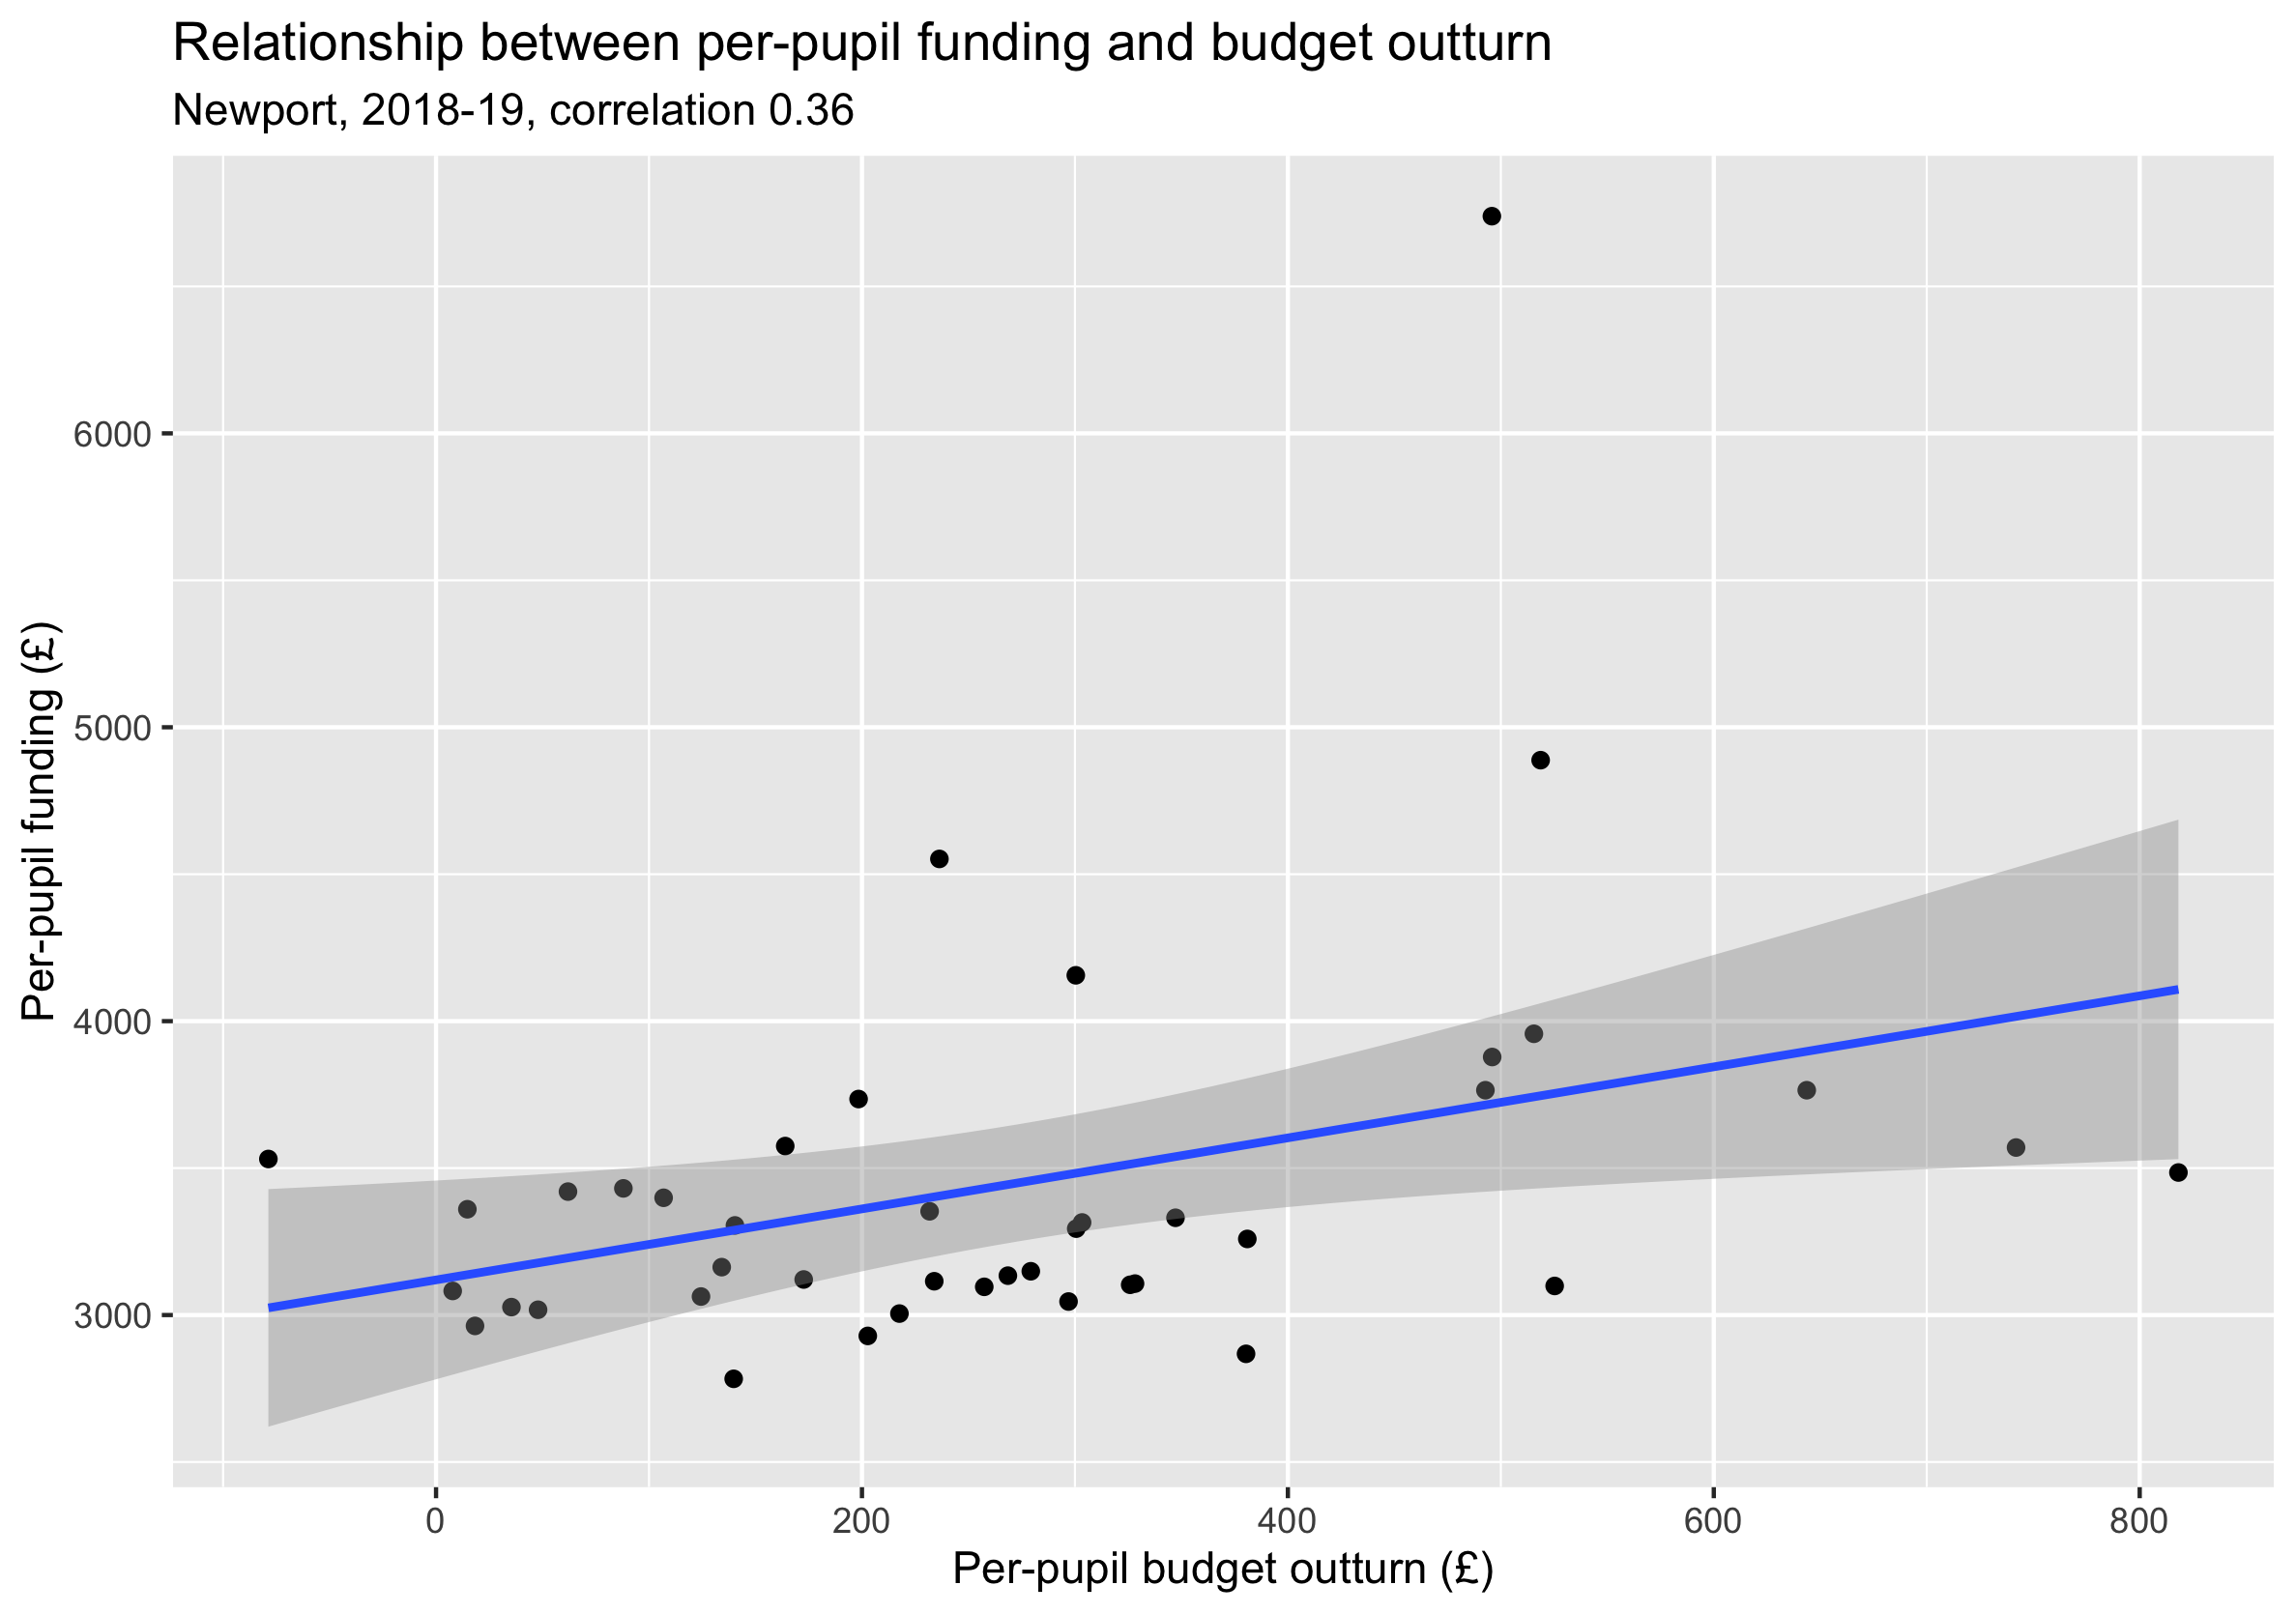 Relationship between per-pupil funding and budget outturn
Newport, 2018-19, correlation 0.36
Per-pupil funding (£)
6000
5000
4000
3000
0 200 400 600 800
Per-pupil budget outturn (£)